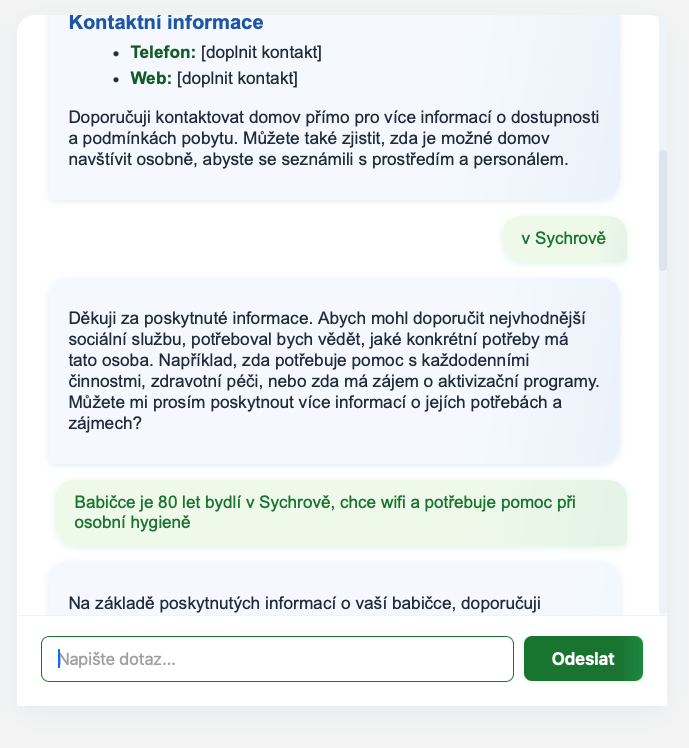 Kontaktní informace
• Telefon: [doplnit kontakt]
• Web: [doplnit kontakt]
Doporučuji kontaktovat domov přímo pro více informací o dostupnosti
a podmínkách pobytu. Můžete také zjistit, zda je možné domov
navštívit osobně, abyste se seznámili s prostředím a personálem.
v Sychrově
Děkuji za poskytnuté informace. Abych mohl doporučit nejvhodnější
sociální službu, potřeboval bych vědět, jaké konkrétní potřeby má
tato osoba. Například, zda potřebuje pomoc s každodenními
činnostmi, zdravotní péči, nebo zda má zájem o aktivizační programy.
Můžete mi prosím poskytnout více informací o jejích potřebách a
zájmech?
Babičce je 80 let bydlí v Sychrově, chce wifi a potřebuje pomoc při
osobní hygieně
Na základě poskytnutých informací o vaší babičce, doporučuji
Napište dotaz...
Odeslat